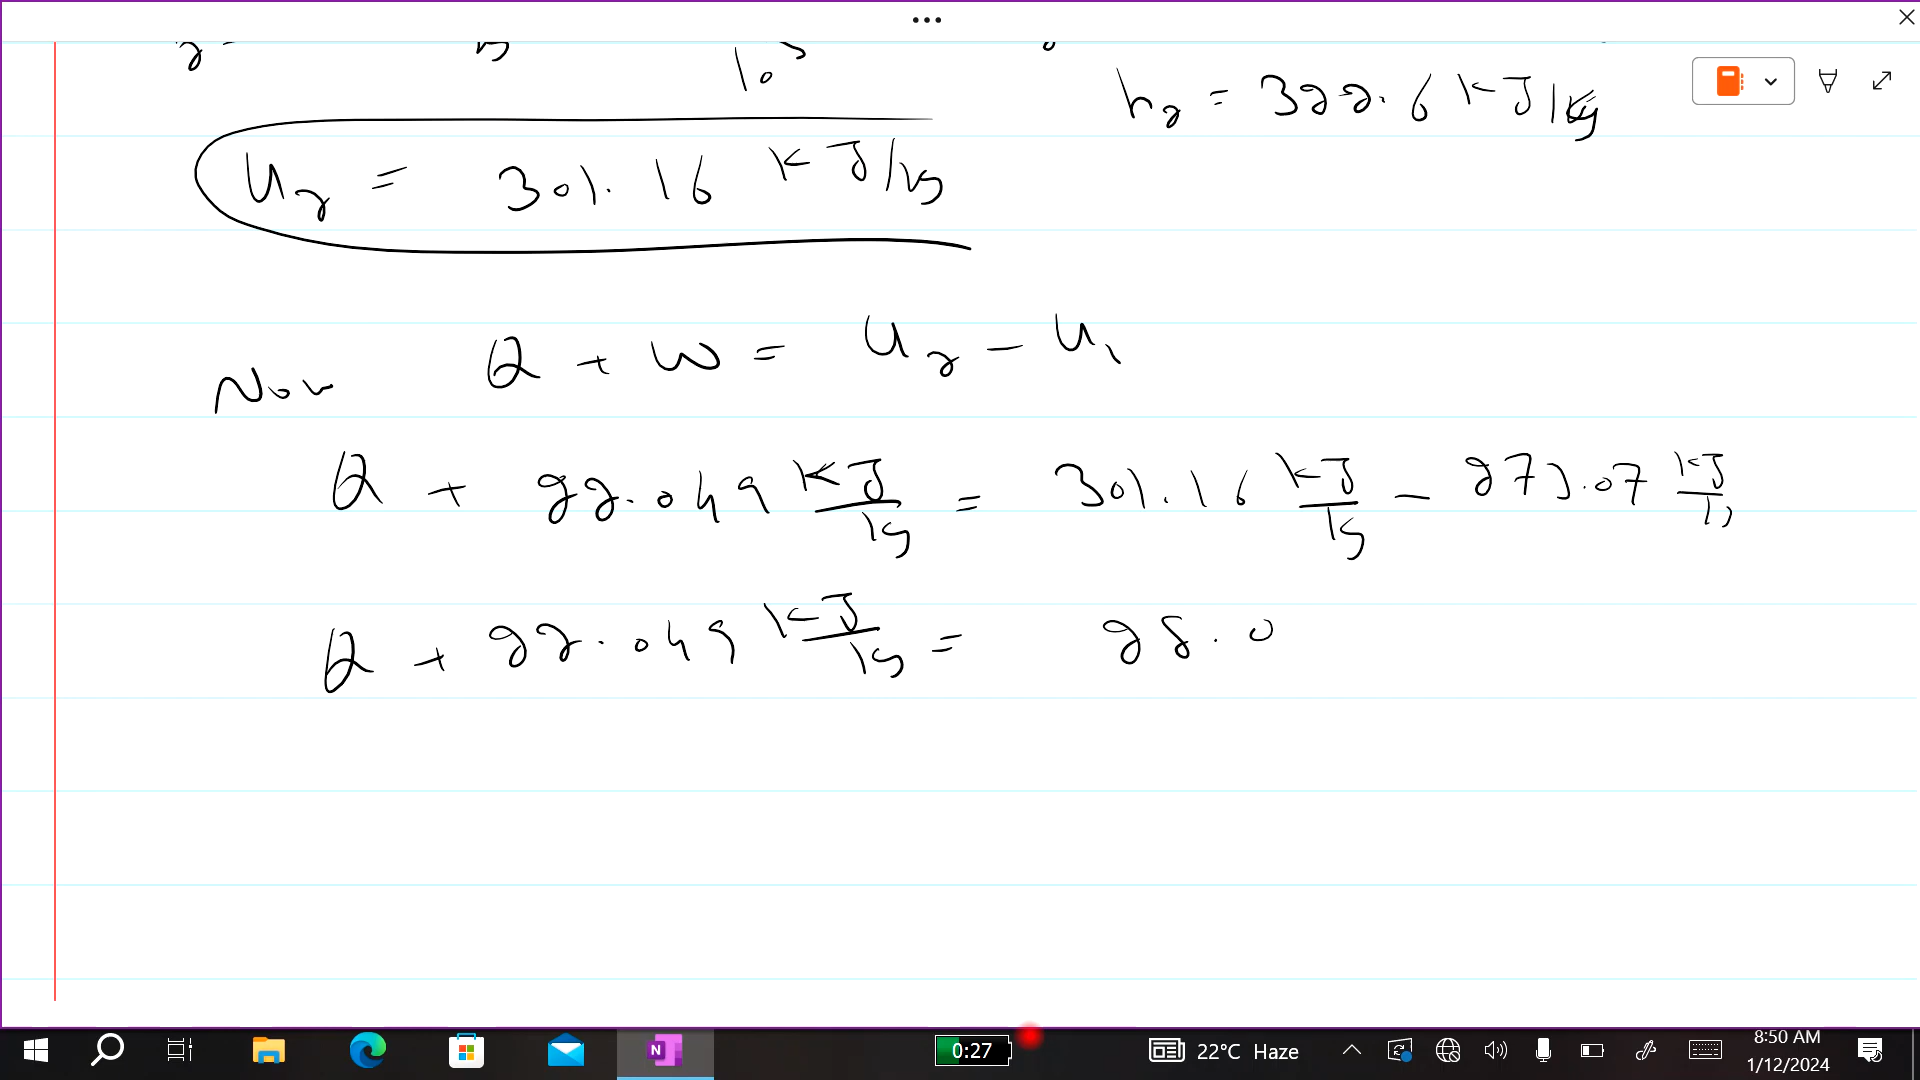 h₂ = 322.6 KJ/kg
u₂ = 301.16 KJ/kg
Now Q + W = U₂ - U₁
Q + 22.049 KJ/kg = 301.16 KJ/kg - 273.07 KJ/kg
Q + 22.049 KJ/kg = 28.0
0:27
22°C Haze
8:50 AM
1/12/2024